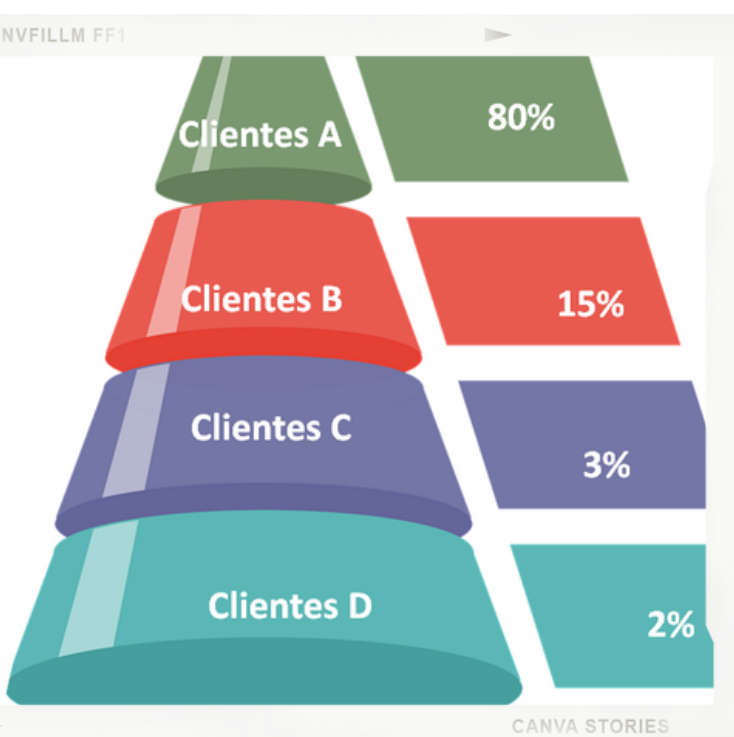 NVFILLM FF1
Clientes A
80%
Clientes B
15%
Clientes C
3%
Clientes D
2%
CANVA STORIES